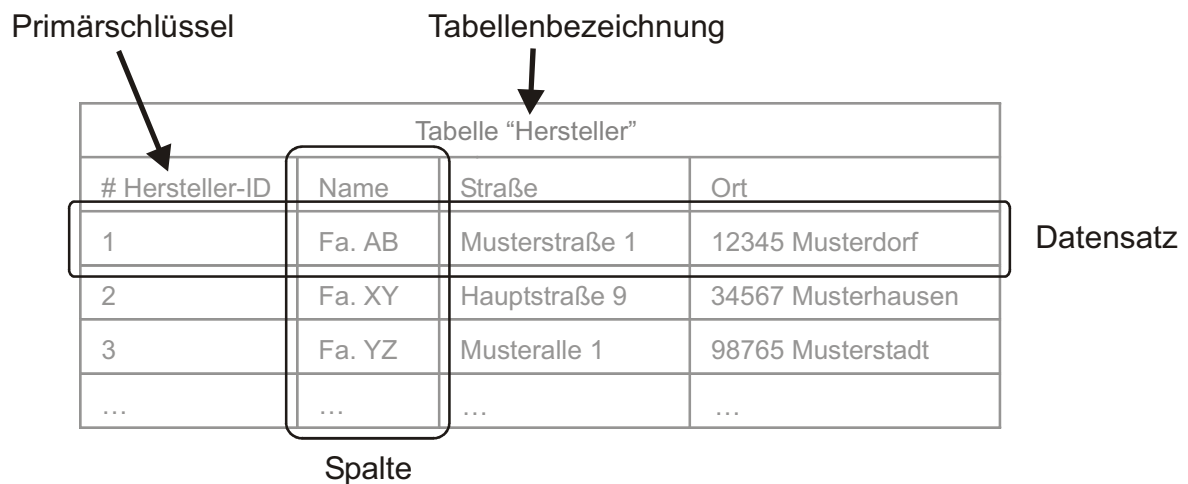 Primärschlüssel Tabellenbezeichnung
Tabelle “Hersteller”
# Hersteller-ID Name Straße Ort
1 Fa. AB Musterstraße 1 12345 Musterdorf
Datensatz
2 Fa. XY Hauptstraße 9 34567 Musterhausen
3 Fa. YZ Musteralle 1 98765 Musterstadt
… … … …
Spalte